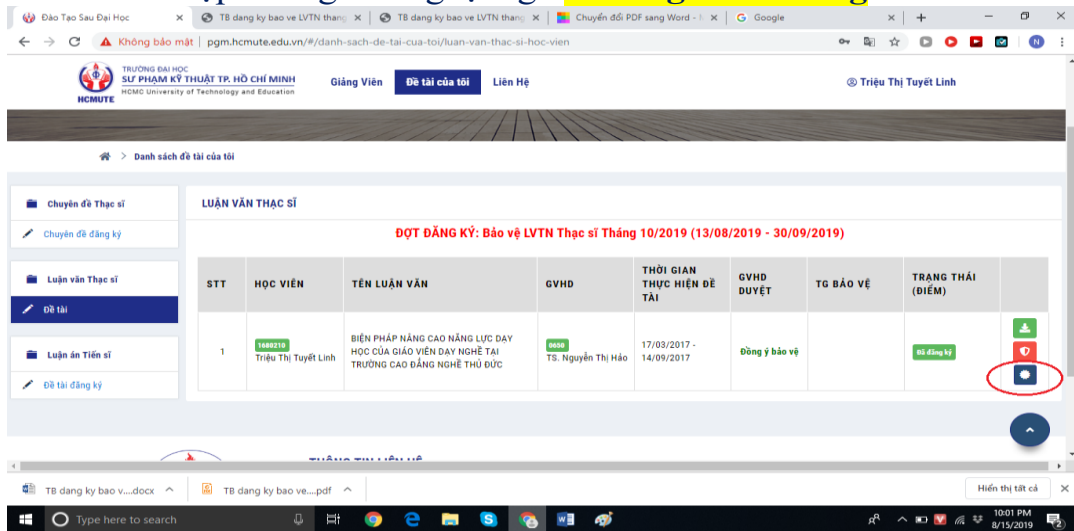 Đào Tạo Sau Đại Học
TB dang ky bao ve LVTN thang
TB dang ky bao ve LVTN thang
Chuyển đổi PDF sang Word -
Google
Không bảo mật | pgm.hcmute.edu.vn/#/danh-sach-de-tai-cua-toi/luan-van-thac-si-hoc-vien
N
TRƯỜNG ĐẠI HỌC
SƯ PHẠM KỸ THUẬT TP. HỒ CHÍ MINH
HCMC University of Technology and Education
HCMUTE
Giảng Viên
Đề tài của tôi
Liên Hệ
Triệu Thị Tuyết Linh
> Danh sách đề tài của tôi
Chuyên đề Thạc sĩ
Chuyên đề đăng ký
Luận văn Thạc sĩ
Đề tài
Luận án Tiến sĩ
Đề tài đăng ký
LUẬN VĂN THẠC SĨ
ĐỢT ĐĂNG KÝ: Bảo vệ LVTN Thạc sĩ Tháng 10/2019 (13/08/2019 - 30/09/2019)
STT
HỌC VIÊN
TÊN LUẬN VĂN
GVHD
THỜI GIAN
THỰC HIỆN ĐỀ
TÀI
GVHD
DUYỆT
TG BẢO VỆ
TRẠNG THÁI
(ĐIỂM)
1
1680210
Triệu Thị Tuyết Linh
BIỆN PHÁP NÂNG CAO NĂNG LỰC DẠY
HỌC CỦA GIÁO VIÊN DẠY NGHỀ TẠI
TRƯỜNG CAO ĐẲNG NGHỀ THỦ ĐỨC
0650
TS. Nguyễn Thị Hảo
17/03/2017 -
14/09/2017
Đồng ý bảo vệ
Đã đăng ký
THÔNG TIN LIÊN HỆ
TB dang ky bao v....docx
TB dang ky bao ve....pdf
Hiển thị tất cả
Type here to search
10:01 PM
8/15/2019
2